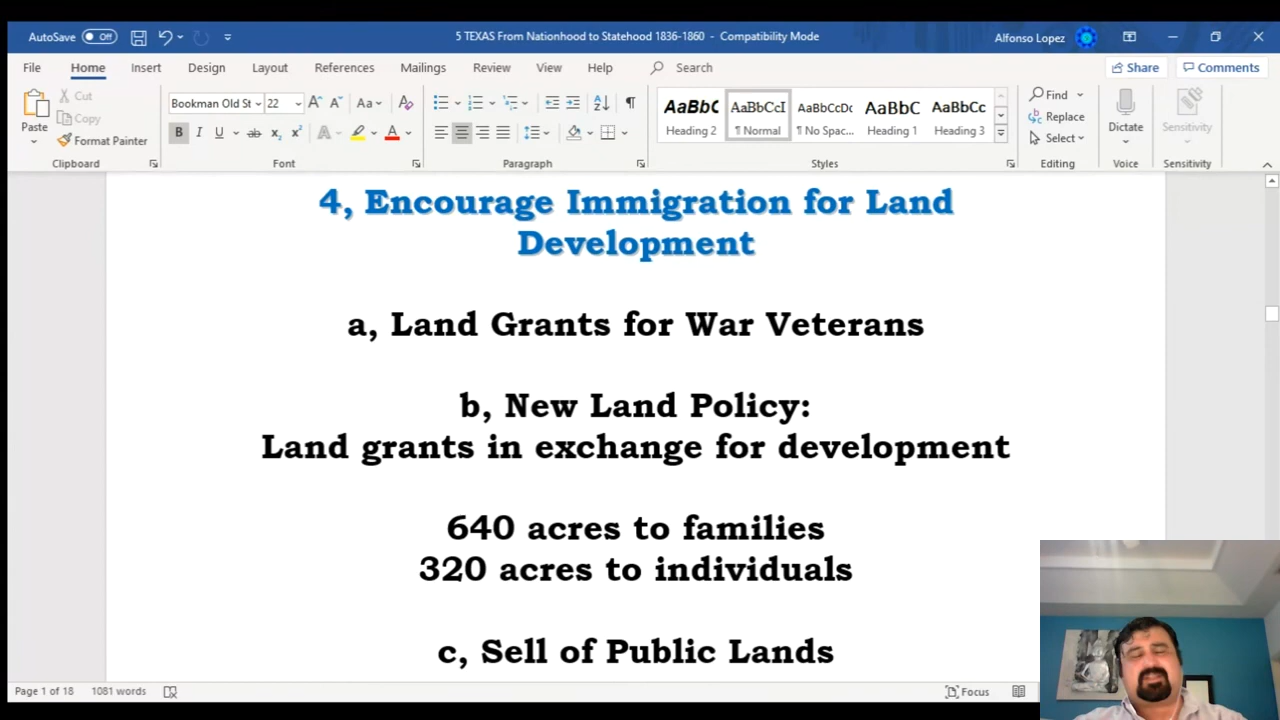 AutoSave Off 5 TEXAS From Nationhood to Statehood 1836-1860 - Compatibility Mode Alfonso Lopez
File Home Insert Design Layout References Mailings Review View Help Search Share Comments
Paste Cut Copy Format Painter
Bookman Old St 22 Aa
B I U ab x2 x2 A A
AaBbC AaBbCcI AaBbCcDc AaBbC AaBbCc
Heading 2 ¶ Normal ¶ No Spac... Heading 1 Heading 3
Find Replace Select Dictate Sensitivity
Clipboard Font Paragraph Styles Editing Voice Sensitivity
4, Encourage Immigration for Land
Development
a, Land Grants for War Veterans
b, New Land Policy:
Land grants in exchange for development
640 acres to families
320 acres to individuals
c, Sell of Public Lands
Page 1 of 18 1081 words Focus